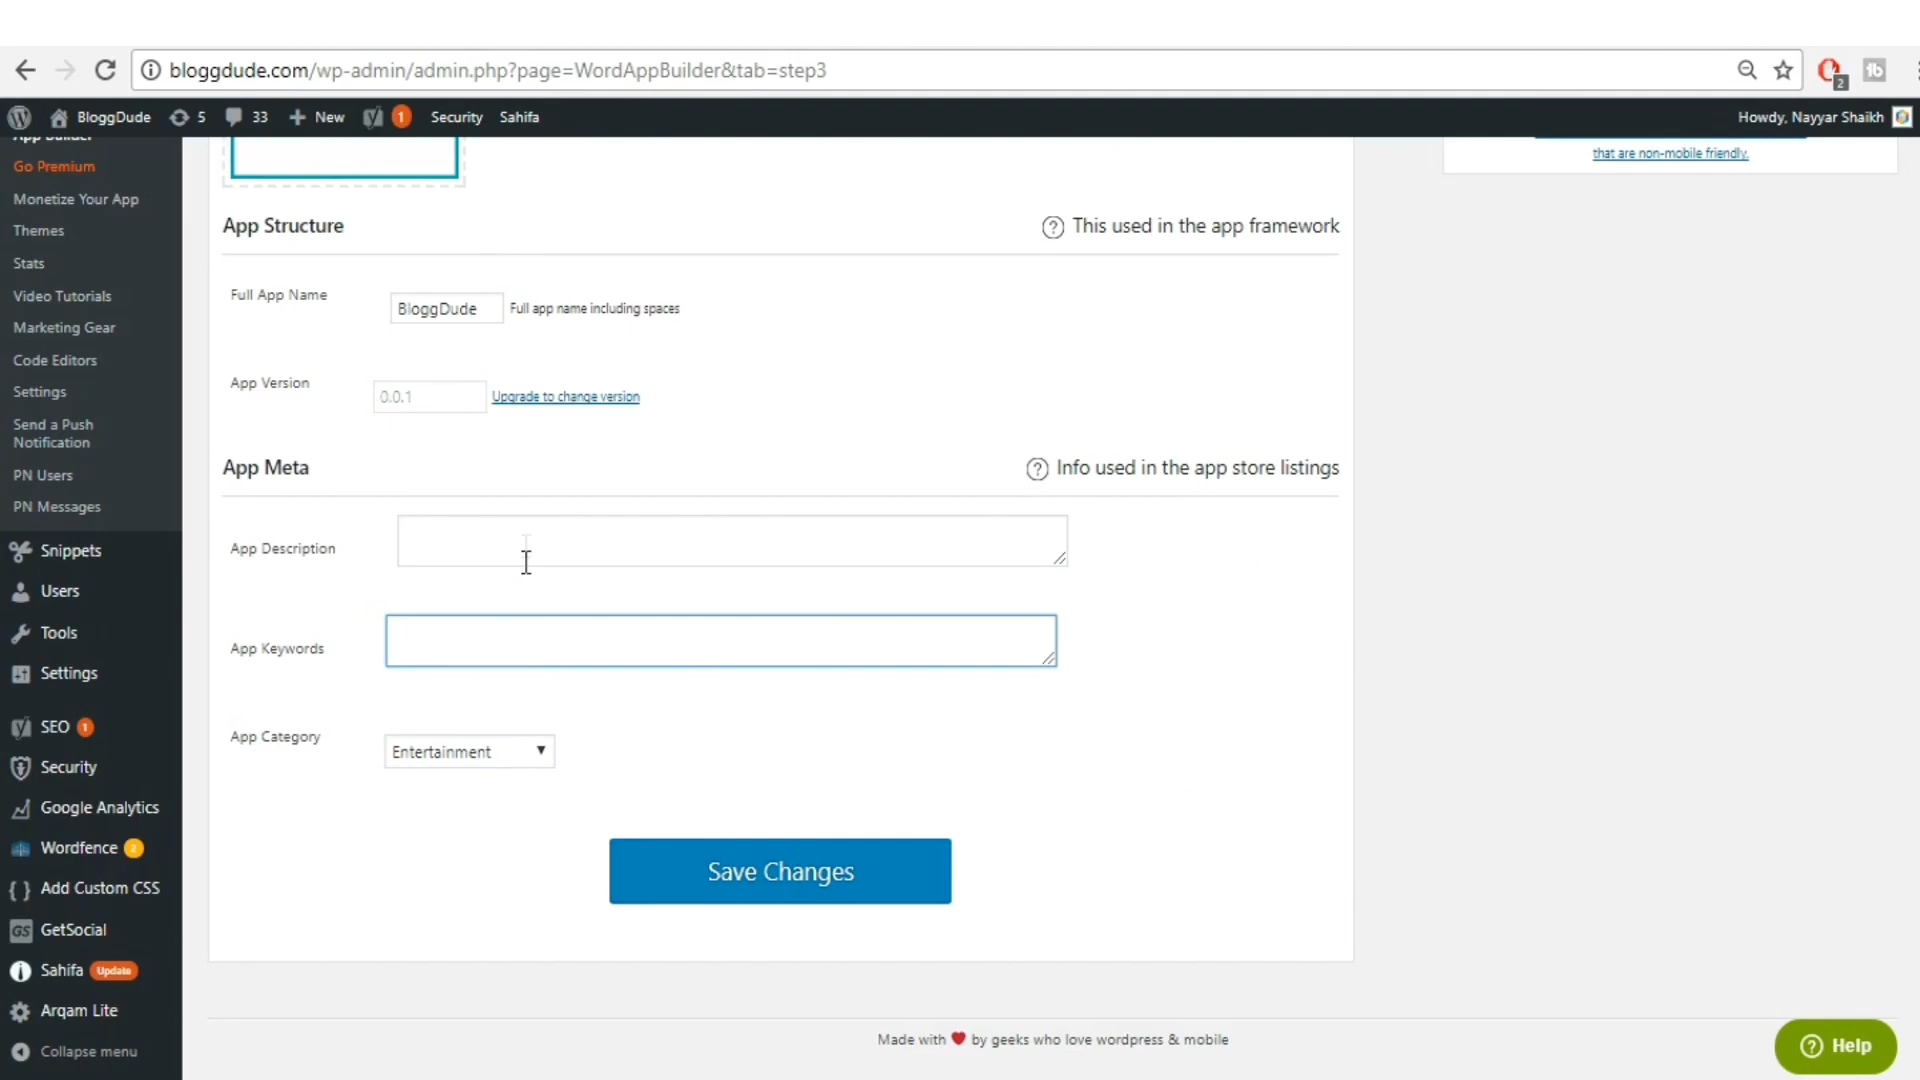 bloggdude.com/wp-admin/admin.php?page=WordAppBuilder&tab=step3
2
BloggDude 5 33 New 1 Security Sahifa Howdy, Nayyar Shaikh
App Builder
Go Premium
Monetize Your App
Themes
Stats
Video Tutorials
Marketing Gear
Code Editors
Settings
Send a Push
Notification
PN Users
PN Messages
Snippets
Users
Tools
Settings
SEO 1
Security
Google Analytics
Wordfence 2
Add Custom CSS
GS GetSocial
Sahifa Update
Arqam Lite
Collapse menu
that are non-mobile friendly.
App Structure ? This used in the app framework
Full App Name BloggDude Full app name including spaces
App Version 0.0.1 Upgrade to change version
App Meta ? Info used in the app store listings
App Description
App Keywords
App Category Entertainment
Save Changes
Made with ❤ by geeks who love wordpress & mobile
? Help